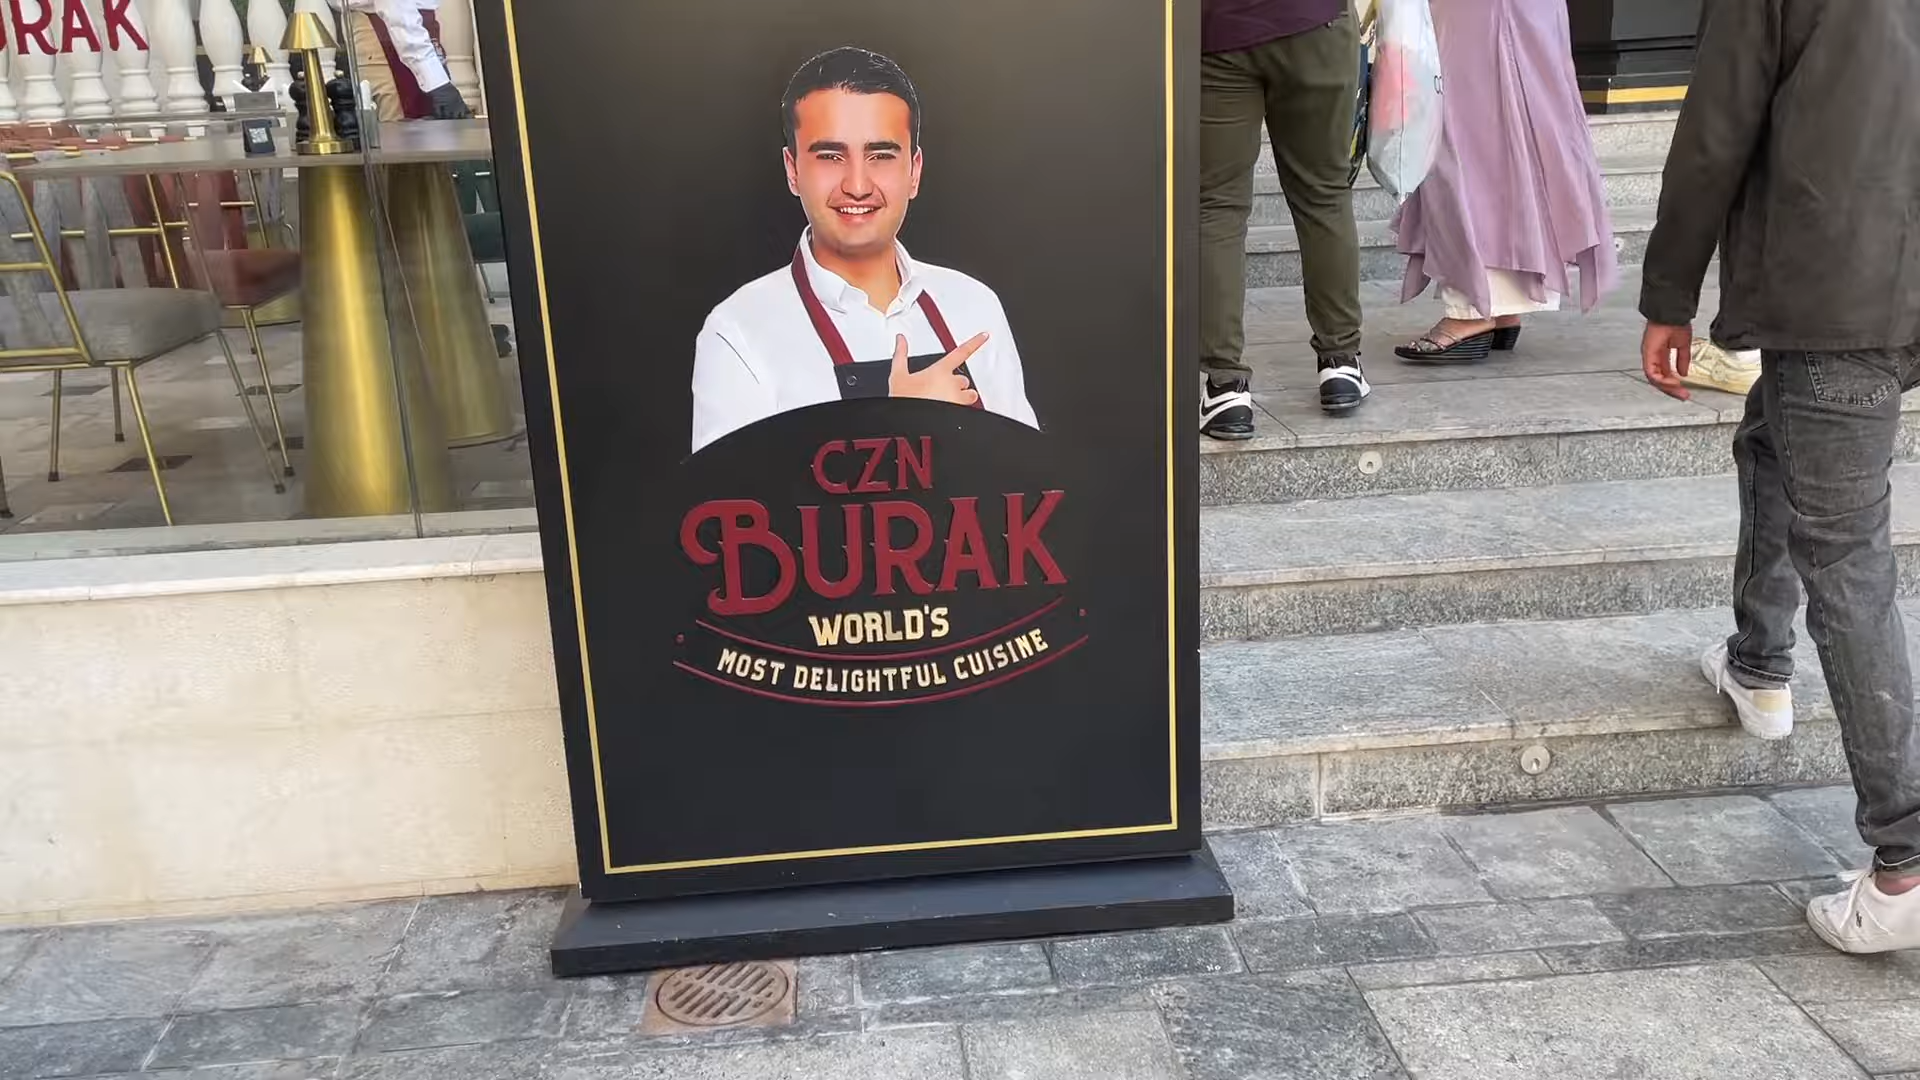 URAK
CZN
BURAK
WORLD'S
MOST DELIGHTFUL CUISINE